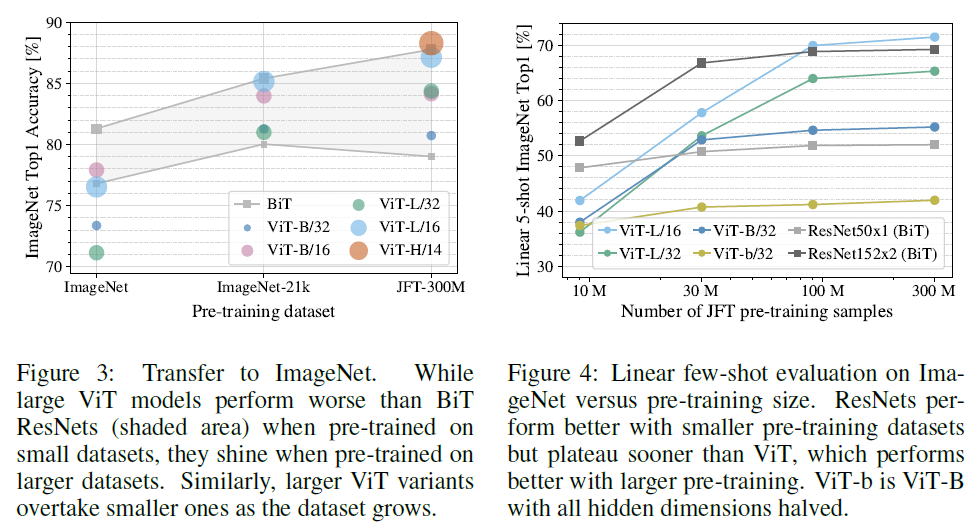 ImageNet Top1 Accuracy [%]
90
85
80
75
70
BiT
ViT-B/32
ViT-B/16
ViT-L/32
ViT-L/16
ViT-H/14
ImageNet
ImageNet-21k
JFT-300M
Pre-training dataset
Linear 5-shot ImageNet Top1 [%]
70
60
50
40
30
ViT-L/16
ViT-L/32
ViT-B/32
ViT-b/32
ResNet50x1 (BiT)
ResNet152x2 (BiT)
10 M
30 M
100 M
300 M
Number of JFT pre-training samples
Figure 3: Transfer to ImageNet. While
large ViT models perform worse than BiT
ResNets (shaded area) when pre-trained on
small datasets, they shine when pre-trained on
larger datasets. Similarly, larger ViT variants
overtake smaller ones as the dataset grows.
Figure 4: Linear few-shot evaluation on Ima-
geNet versus pre-training size. ResNets per-
form better with smaller pre-training datasets
but plateau sooner than ViT, which performs
better with larger pre-training. ViT-b is ViT-B
with all hidden dimensions halved.